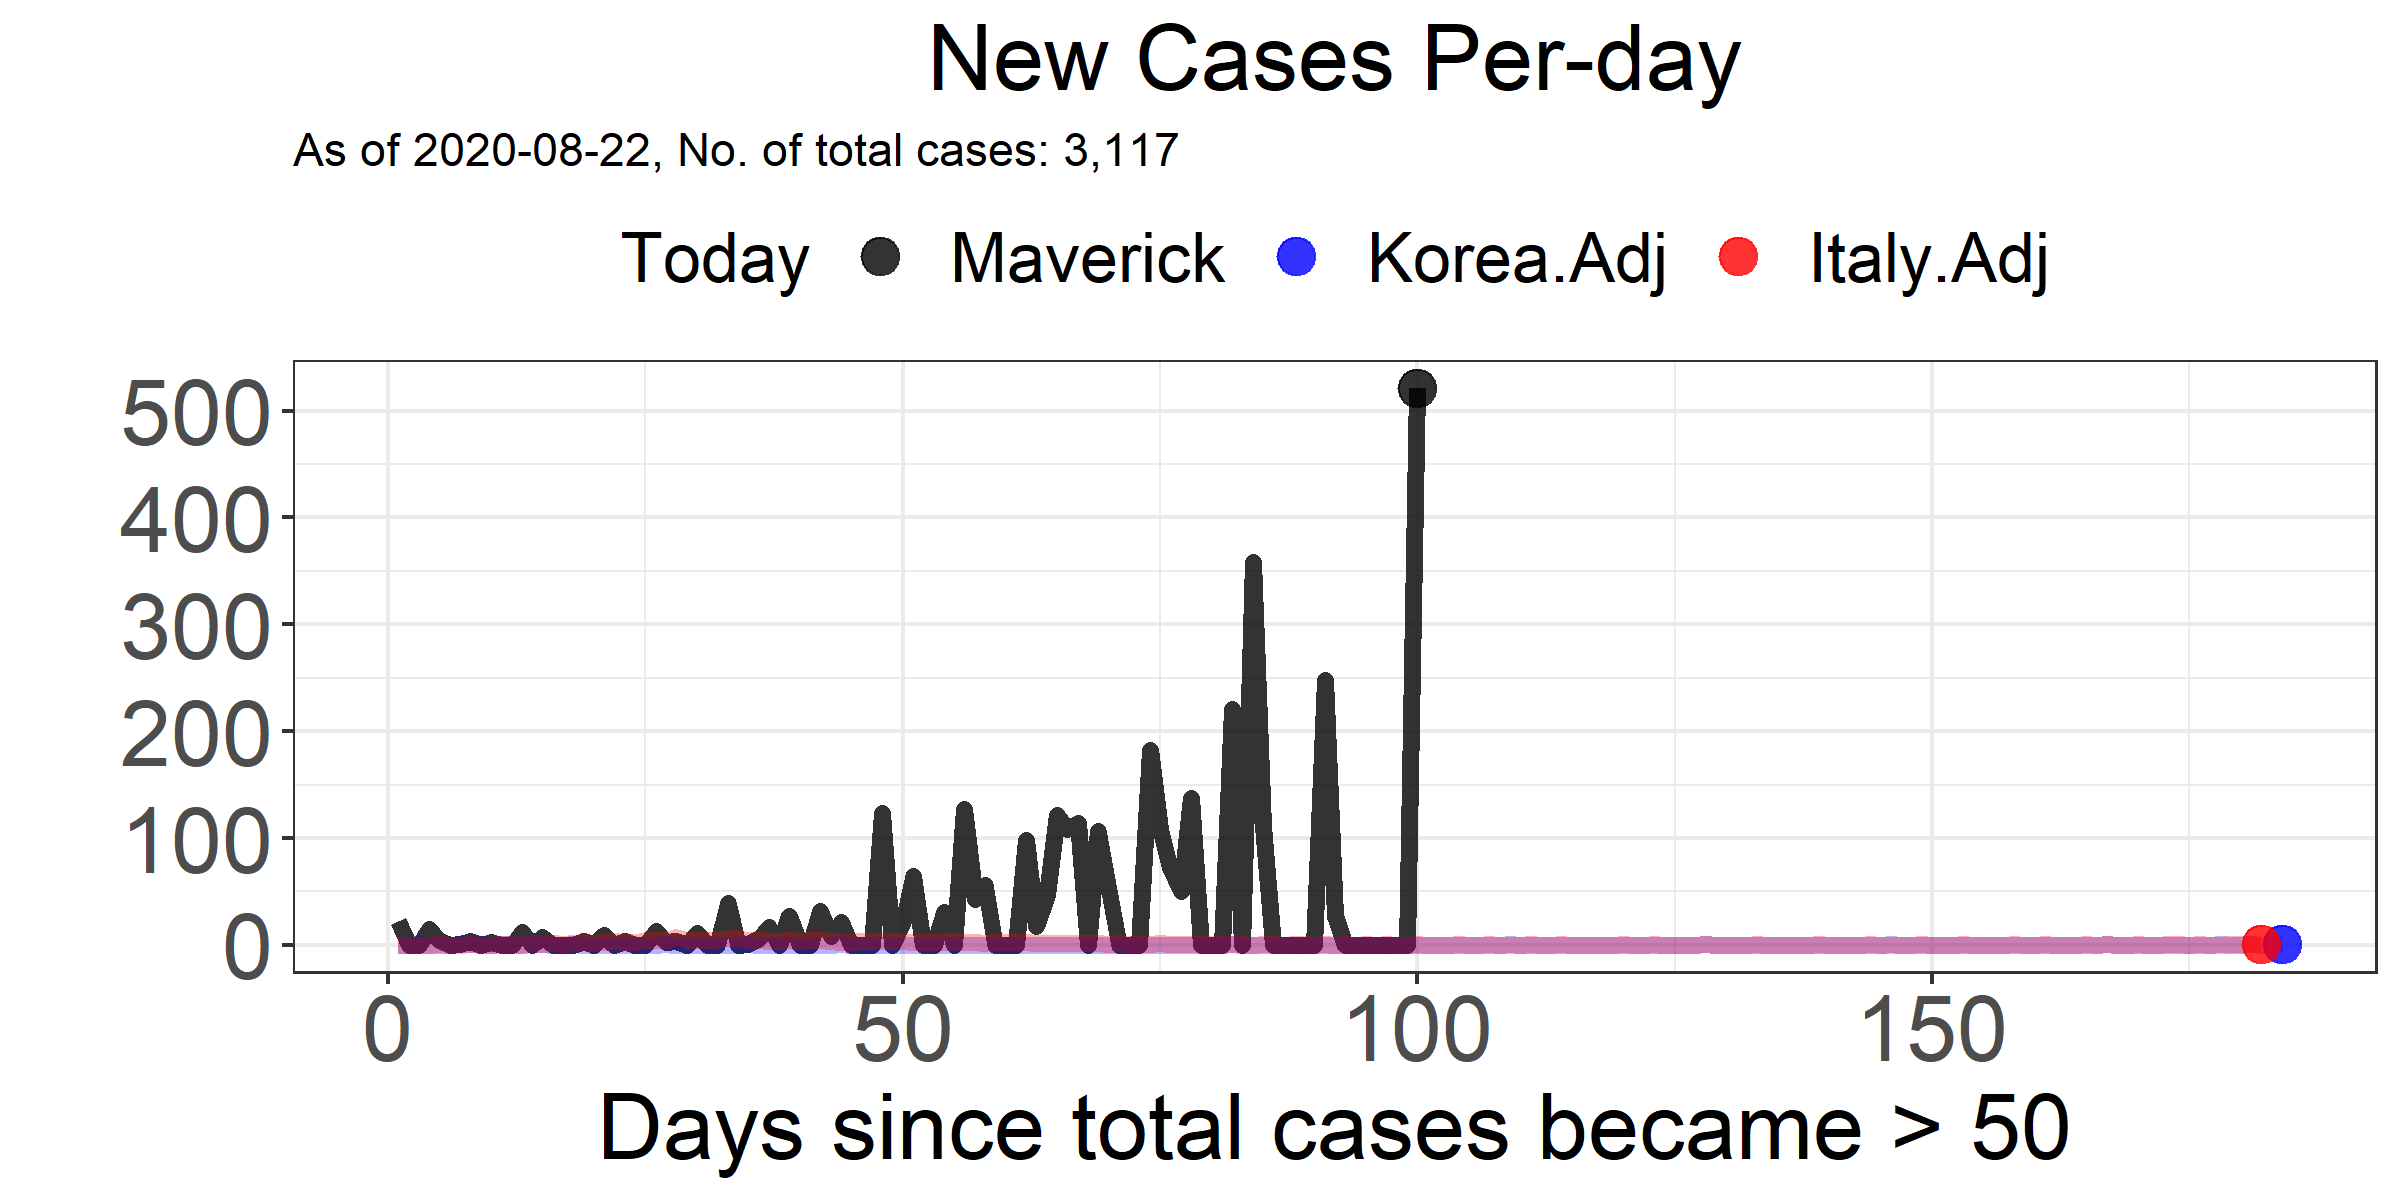 New Cases Per-day
As of 2020-08-22, No. of total cases: 3,117
Today Maverick Korea.Adj Italy.Adj
500
400
300
200
100
0
0 50 100 150
Days since total cases became > 50